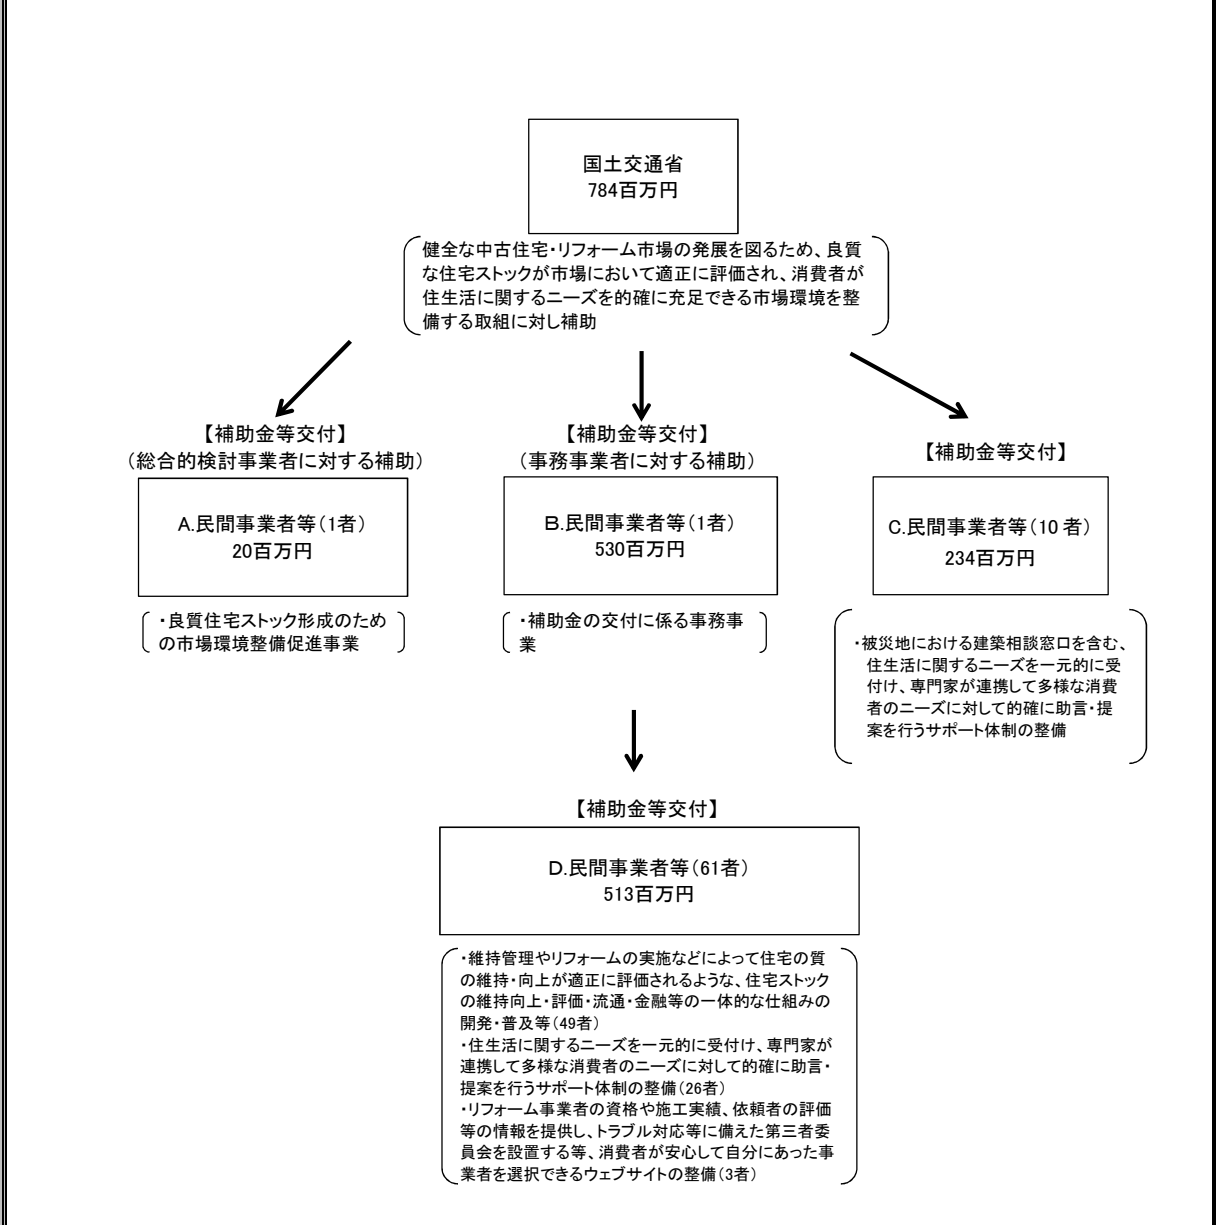 国土交通省
784百万円
健全な中古住宅・リフォーム市場の発展を図るため、良質
な住宅ストックが市場において適正に評価され、消費者が
住生活に関するニーズを的確に充足できる市場環境を整
備する取組に対し補助
【補助金等交付】
（総合的検討事業者に対する補助）
A.民間事業者等（1者）
20百万円
・良質住宅ストック形成のため
の市場環境整備促進事業
【補助金等交付】
（事務事業者に対する補助）
B.民間事業者等（1者）
530百万円
・補助金の交付に係る事務事
業
【補助金等交付】
C.民間事業者等（10 者）
234百万円
・被災地における建築相談窓口を含む、
住生活に関するニーズを一元的に受
付け、専門家が連携して多様な消費
者のニーズに対して的確に助言・提
案を行うサポート体制の整備
【補助金等交付】
D.民間事業者等（61者）
513百万円
・維持管理やリフォームの実施などによって住宅の質
の維持・向上が適正に評価されるような、住宅ストック
の維持向上・評価・流通・金融等の一体的な仕組みの
開発・普及等（49者）
・住生活に関するニーズを一元的に受付け、専門家が
連携して多様な消費者のニーズに対して的確に助言・
提案を行うサポート体制の整備（26者）
・リフォーム事業者の資格や施工実績、依頼者の評価
等の情報を提供し、トラブル対応等に備えた第三者委
員会を設置する等、消費者が安心して自分にあった事
業者を選択できるウェブサイトの整備（3者）